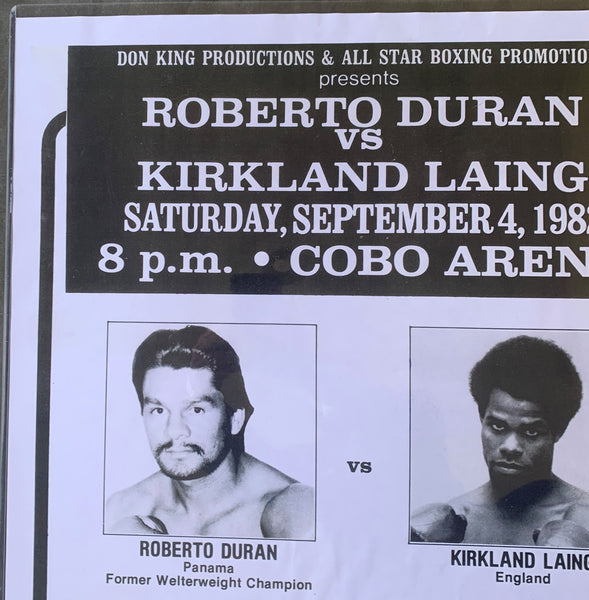 DON KING PRODUCTIONS & ALL STAR BOXING PROMOTIO
presents
ROBERTO DURAN
VS
KIRKLAND LAING
SATURDAY, SEPTEMBER 4, 1982
8 p.m. • COBO AREN
vs
ROBERTO DURAN
Panama
Former Welterweight Champion
KIRKLAND LAING
England